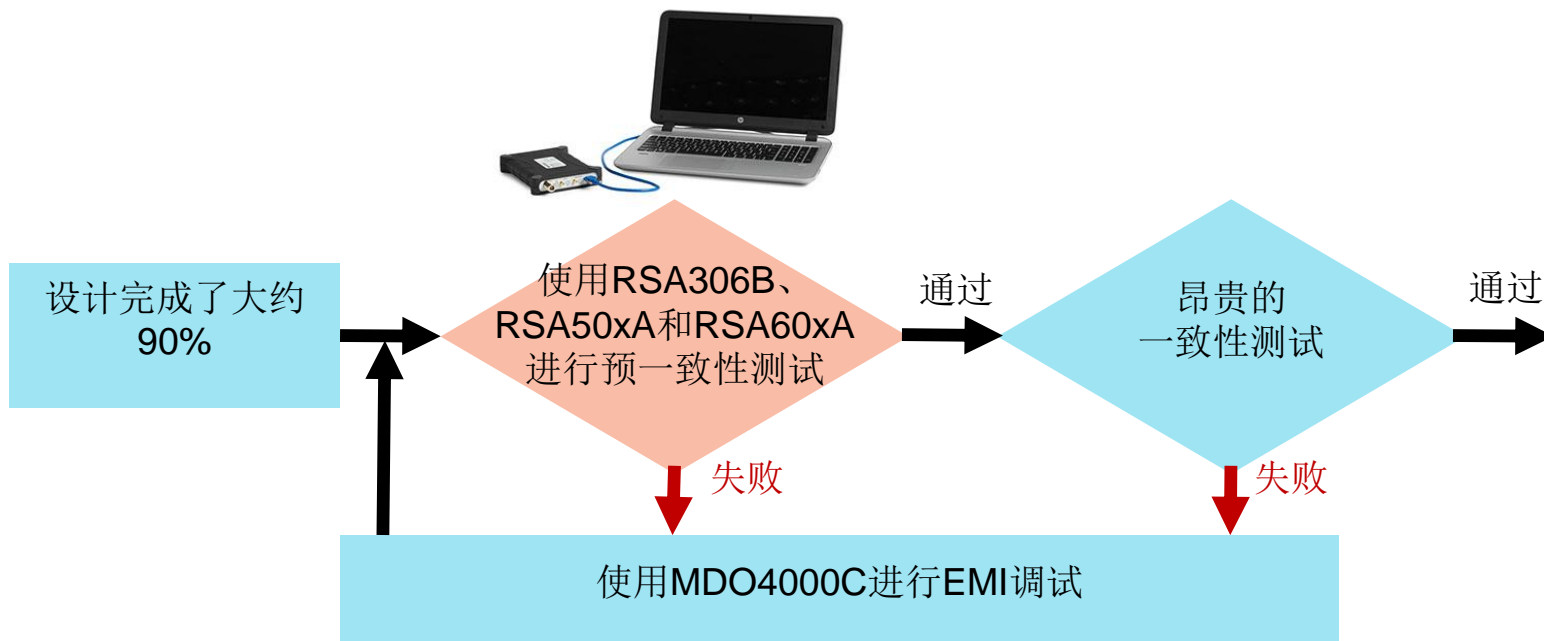 设计完成了大约
90%
使用RSA306B、
RSA50xA和RSA60xA
进行预一致性测试
通过
昂贵的
一致性测试
通过
失败
失败
使用MDO4000C进行EMI调试